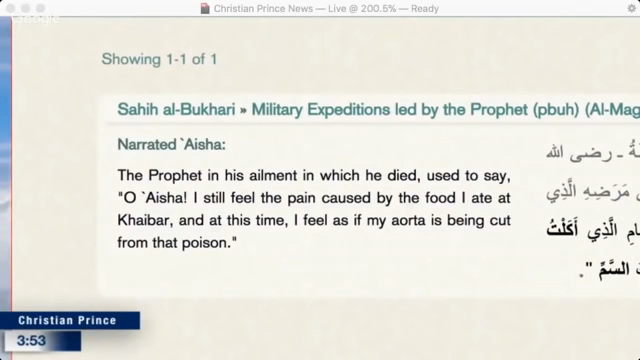 Christian Prince News — Live @ 200.5% — Ready
Google
Showing 1-1 of 1
Sahih al-Bukhari » Military Expeditions led by the Prophet (pbuh) (Al-Mag
Narrated `Aisha:
The Prophet in his ailment in which he died, used to say,
"O `Aisha! I still feel the pain caused by the food I ate at
Khaibar, and at this time, I feel as if my aorta is being cut
from that poison."
ـ رضى الله
مَرَضِهِ الَّذِي
الَّذِي أَكَلْتُ
السَّمِّ ".
Christian Prince
3:53